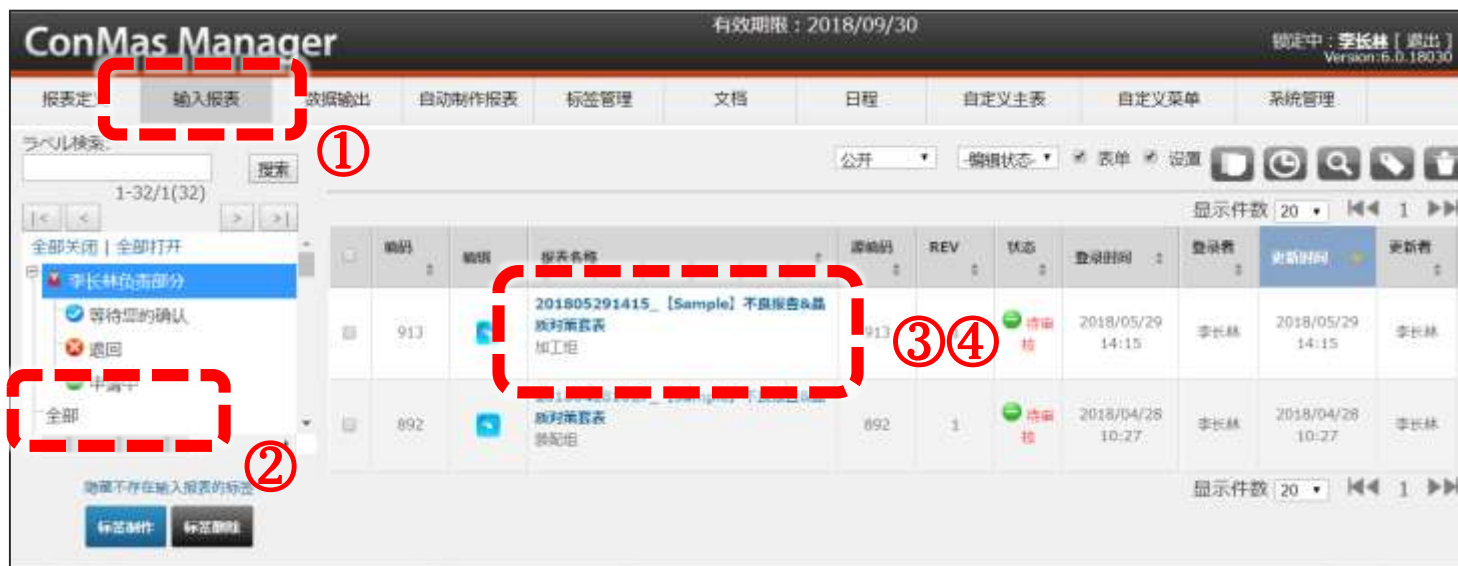 ConMas Manager
有效期限：2018/09/30
锁定中：李长林 [ 退出 ]
Version:6.0.18030
报表定 输入报表 数据输出 自动制作报表 标签管理 文档 日程 自定义主表 自定义菜单 系统管理
①
ラベル検索:
搜索
公开 -编辑状态- 表单 设置
1-32/1(32)
|< < > >|
显示件数 20 1
全部关闭 | 全部打开
编码 编辑 报表名称 源编码 REV 状态 登录时间 登录者 更新时间 更新者
李长林负责部分
等待您的确认
退回
申请中
全部
②
913 201805291415_【Sample】不良报告&品质对策套表 913 待审核 2018/05/29 14:15 李长林 2018/05/29 14:15 李长林
加工组
③④
892 质对策套表 892 1 待审核 2018/04/28 10:27 李长林 2018/04/28 10:27 李长林
装配组
隐藏不存在输入报表的标签
标签制作 标签删除
显示件数 20 1